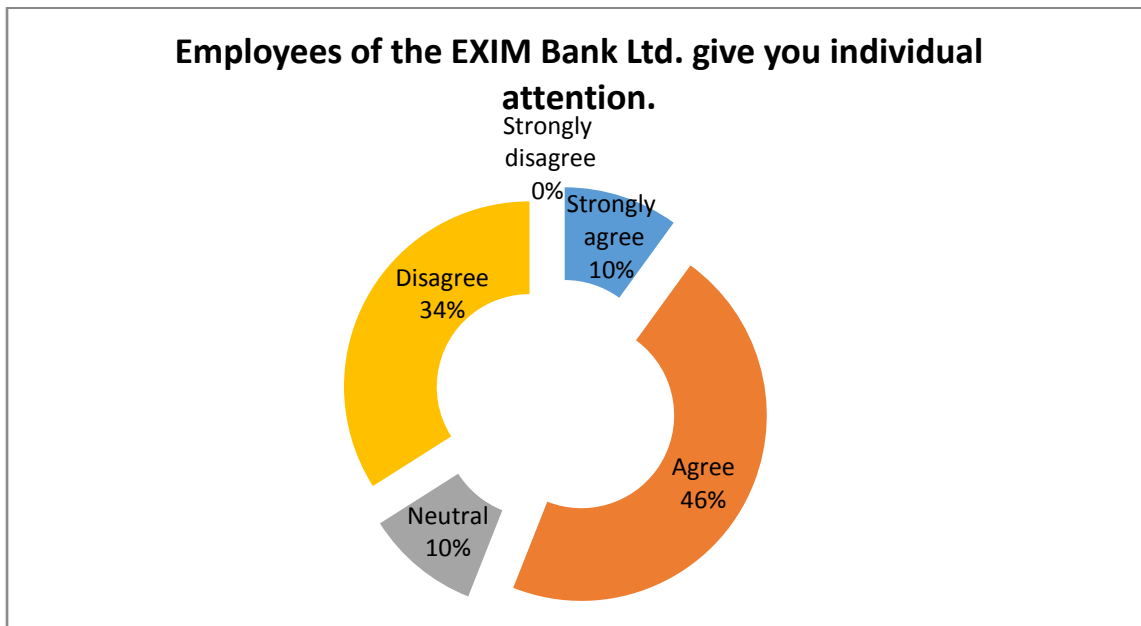 Employees of the EXIM Bank Ltd. give you individual
attention.
Strongly
disagree
0%
Strongly
agree
10%
Disagree
34%
Agree
46%
Neutral
10%